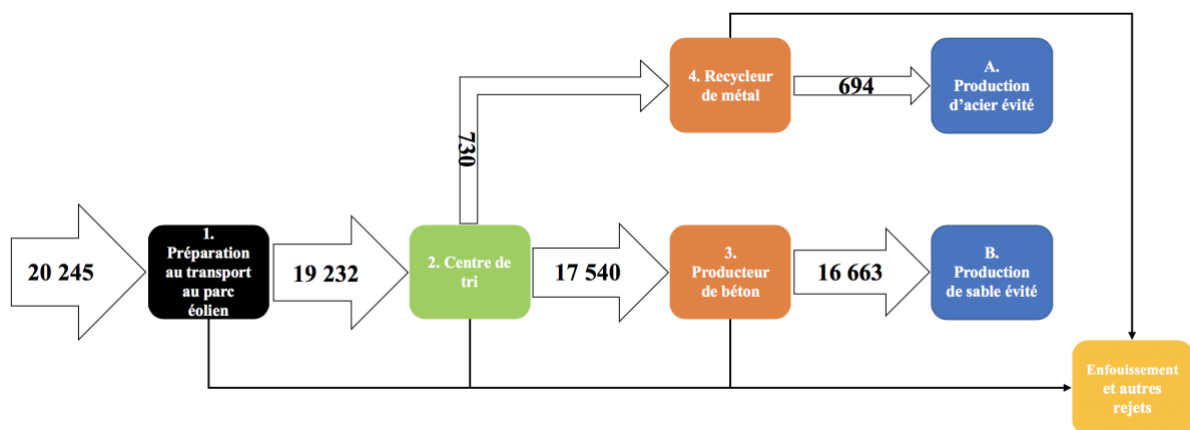 4. Recycleur
de métal
694
A.
Production
d'acier évité
730
20 245
1.
Préparation
au transport
au parc
éolien
19 232
2. Centre de
tri
17 540
3.
Producteur
de béton
16 663
B.
Production
de sable évité
Enfouissement
et autres
rejets